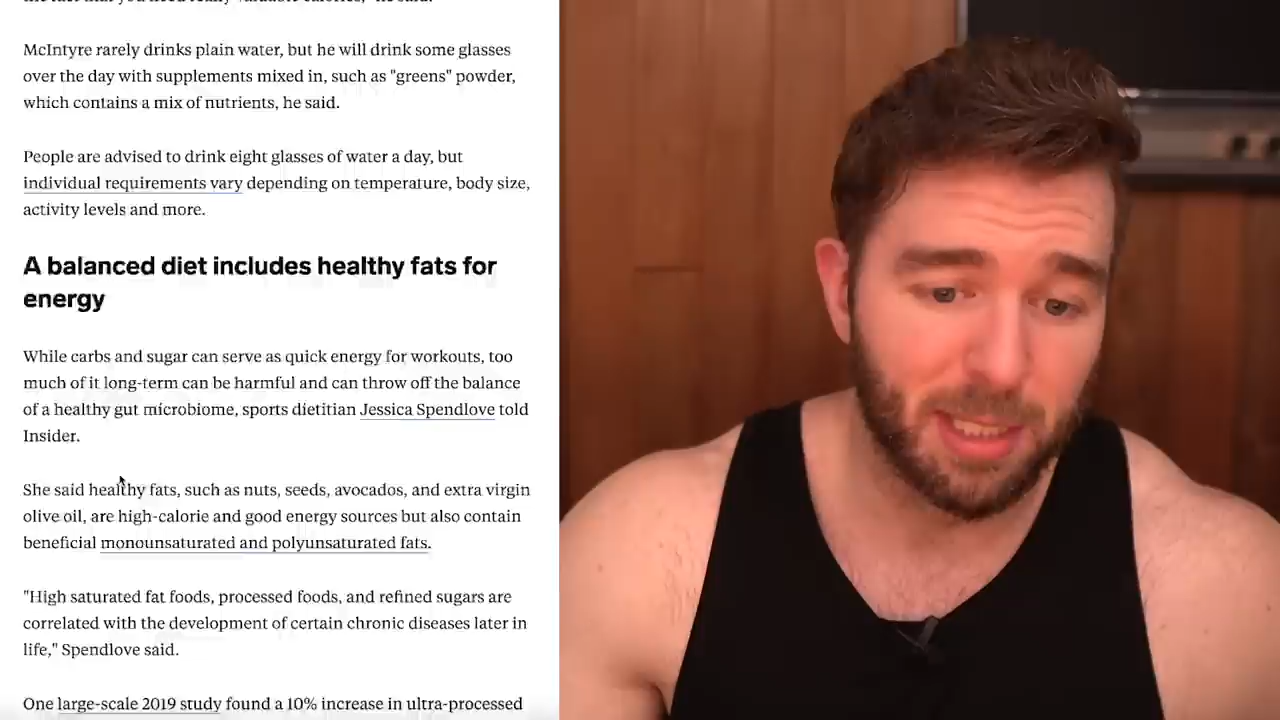 McIntyre rarely drinks plain water, but he will drink some glasses
over the day with supplements mixed in, such as "greens" powder,
which contains a mix of nutrients, he said.
People are advised to drink eight glasses of water a day, but
individual requirements vary depending on temperature, body size,
activity levels and more.
A balanced diet includes healthy fats for
energy
While carbs and sugar can serve as quick energy for workouts, too
much of it long-term can be harmful and can throw off the balance
of a healthy gut microbiome, sports dietitian Jessica Spendlove told
Insider.
She said healthy fats, such as nuts, seeds, avocados, and extra virgin
olive oil, are high-calorie and good energy sources but also contain
beneficial monounsaturated and polyunsaturated fats.
"High saturated fat foods, processed foods, and refined sugars are
correlated with the development of certain chronic diseases later in
life," Spendlove said.
One large-scale 2019 study found a 10% increase in ultra-processed